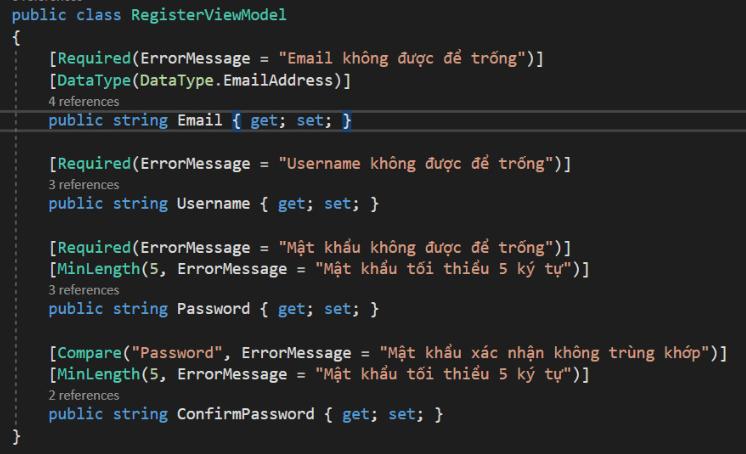 public class RegisterViewModel
{
[Required(ErrorMessage = "Email không được để trống")]
[DataType(DataType.EmailAddress)]
4 references
public string Email { get; set; }
[Required(ErrorMessage = "Username không được để trống")]
3 references
public string Username { get; set; }
[Required(ErrorMessage = "Mật khẩu không được để trống")]
[MinLength(5, ErrorMessage = "Mật khẩu tối thiểu 5 ký tự")]
3 references
public string Password { get; set; }
[Compare("Password", ErrorMessage = "Mật khẩu xác nhận không trùng khớp")]
[MinLength(5, ErrorMessage = "Mật khẩu tối thiểu 5 ký tự")]
2 references
public string ConfirmPassword { get; set; }
}